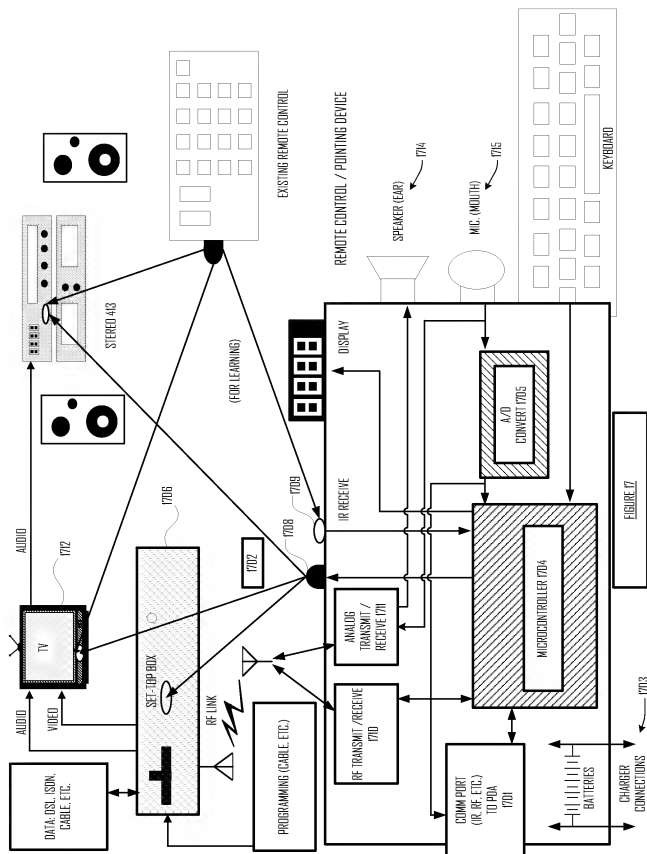 DATA: DSL, ISDN,
CABLE, ETC.
AUDIO
VIDEO
TV
1712
AUDIO
STEREO 413
SET-TOP BOX
1706
RF LINK
PROGRAMMING (CABLE, ETC.)
1702
1708
1709
(FOR LEARNING)
EXISTING REMOTE CONTROL
REMOTE CONTROL / POINTING DEVICE
IR RECEIVE
DISPLAY
SPEAKER (EAR)
1714
MIC. (MOUTH)
1715
KEYBOARD
RF TRANSMIT /RECEIVE
1710
ANALOG
TRANSMIT /
RECEIVE 1711
COMM PORT
(IR, RF, ETC.)
TO PDA
1701
MICROCONTROLLER 1704
A/D
CONVERT 1705
BATTERIES
CHARGER
CONNECTIONS
1703
FIGURE 17